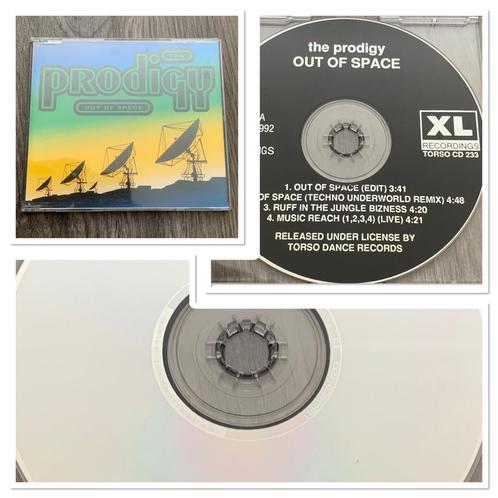 THE
PRODIGY
OUT OF SPACE
the prodigy
OUT OF SPACE
A
1992
NGS
XL
RECORDINGS
TORSO CD 233
1. OUT OF SPACE (EDIT) 3:41
OF SPACE (TECHNO UNDERWORLD REMIX) 4:48
3. RUFF IN THE JUNGLE BIZNESS 4:20
4. MUSIC REACH (1,2,3,4) (LIVE) 4:21
RELEASED UNDER LICENSE BY
TORSO DANCE RECORDS